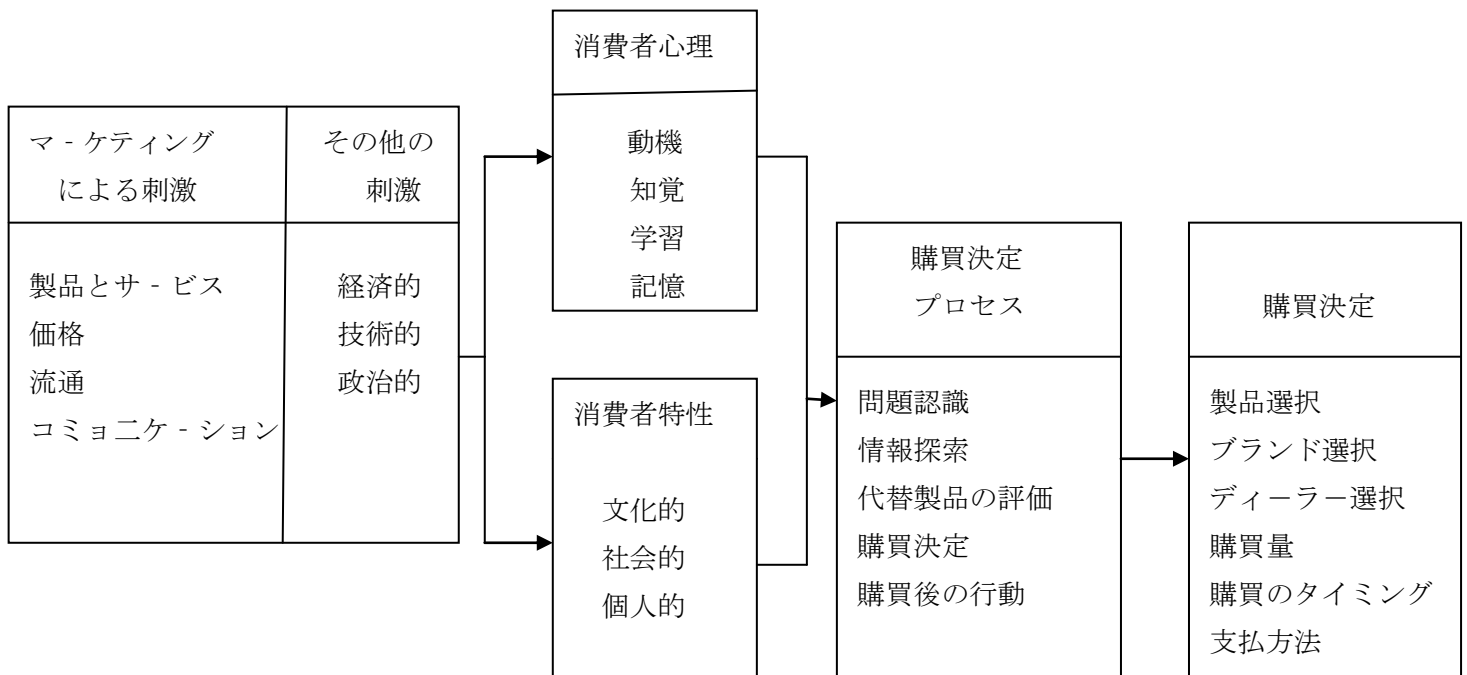 マ‐ケティング
による刺激
製品とサ‐ビス
価格
流通
コミョ二ケ‐ション
その他の
刺激
経済的
技術的
政治的
消費者心理
動機
知覚
学習
記憶
消費者特性
文化的
社会的
個人的
購買決定
プロセス
問題認識
情報探索
代替製品の評価
購買決定
購買後の行動
購買決定
製品選択
ブランド選択
ディーラー選択
購買量
購買のタイミング
支払方法